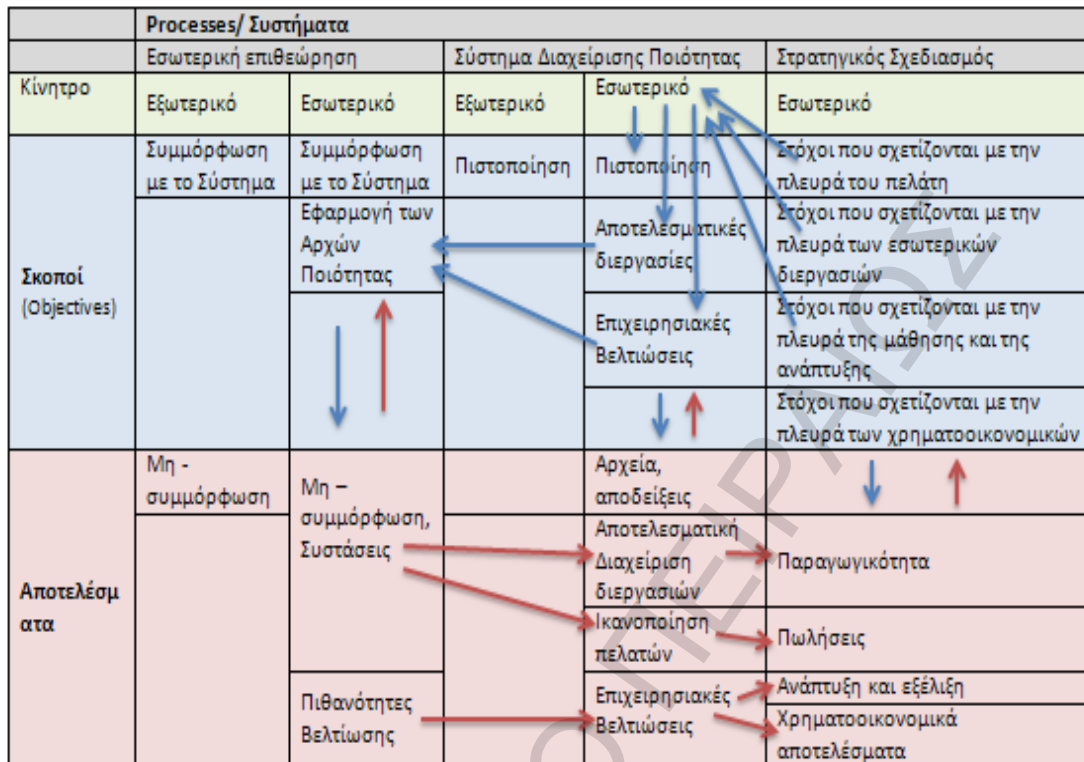 Processes/ Συστήματα
Εσωτερική επιθεώρηση
Σύστημα Διαχείρισης Ποιότητας
Στρατηγικός Σχεδιασμός
Κίνητρο
Εξωτερικό
Εσωτερικό
Εξωτερικό
Εσωτερικό
Εσωτερικό
Σκοποί
(Objectives)
Συμμόρφωση
με το Σύστημα
Συμμόρφωση
με το Σύστημα
Πιστοποίηση
Πιστοποίηση
Στόχοι που σχετίζονται με την
πλευρά του πελάτη
Εφαρμογή των
Αρχών
Ποιότητας
Αποτελεσματικές
διεργασίες
Στόχοι που σχετίζονται με την
πλευρά των εσωτερικών
διεργασιών
Επιχειρησιακές
Βελτιώσεις
Στόχοι που σχετίζονται με την
πλευρά της μάθησης και της
ανάπτυξης
Στόχοι που σχετίζονται με την
πλευρά των χρηματοοικονομικών
Αποτελέσμ
ατα
Μη -
συμμόρφωση
Μη –
συμμόρφωση,
Συστάσεις
Αρχεία,
αποδείξεις
Αποτελεσματική
Διαχείριση
διεργασιών
Παραγωγικότητα
Ικανοποίηση
πελατών
Πωλήσεις
Πιθανότητες
Βελτίωσης
Επιχειρησιακές
Βελτιώσεις
Ανάπτυξη και εξέλιξη
Χρηματοοικονομικά
αποτελέσματα
Ο ΠΕΙΡΑΙΩΣ